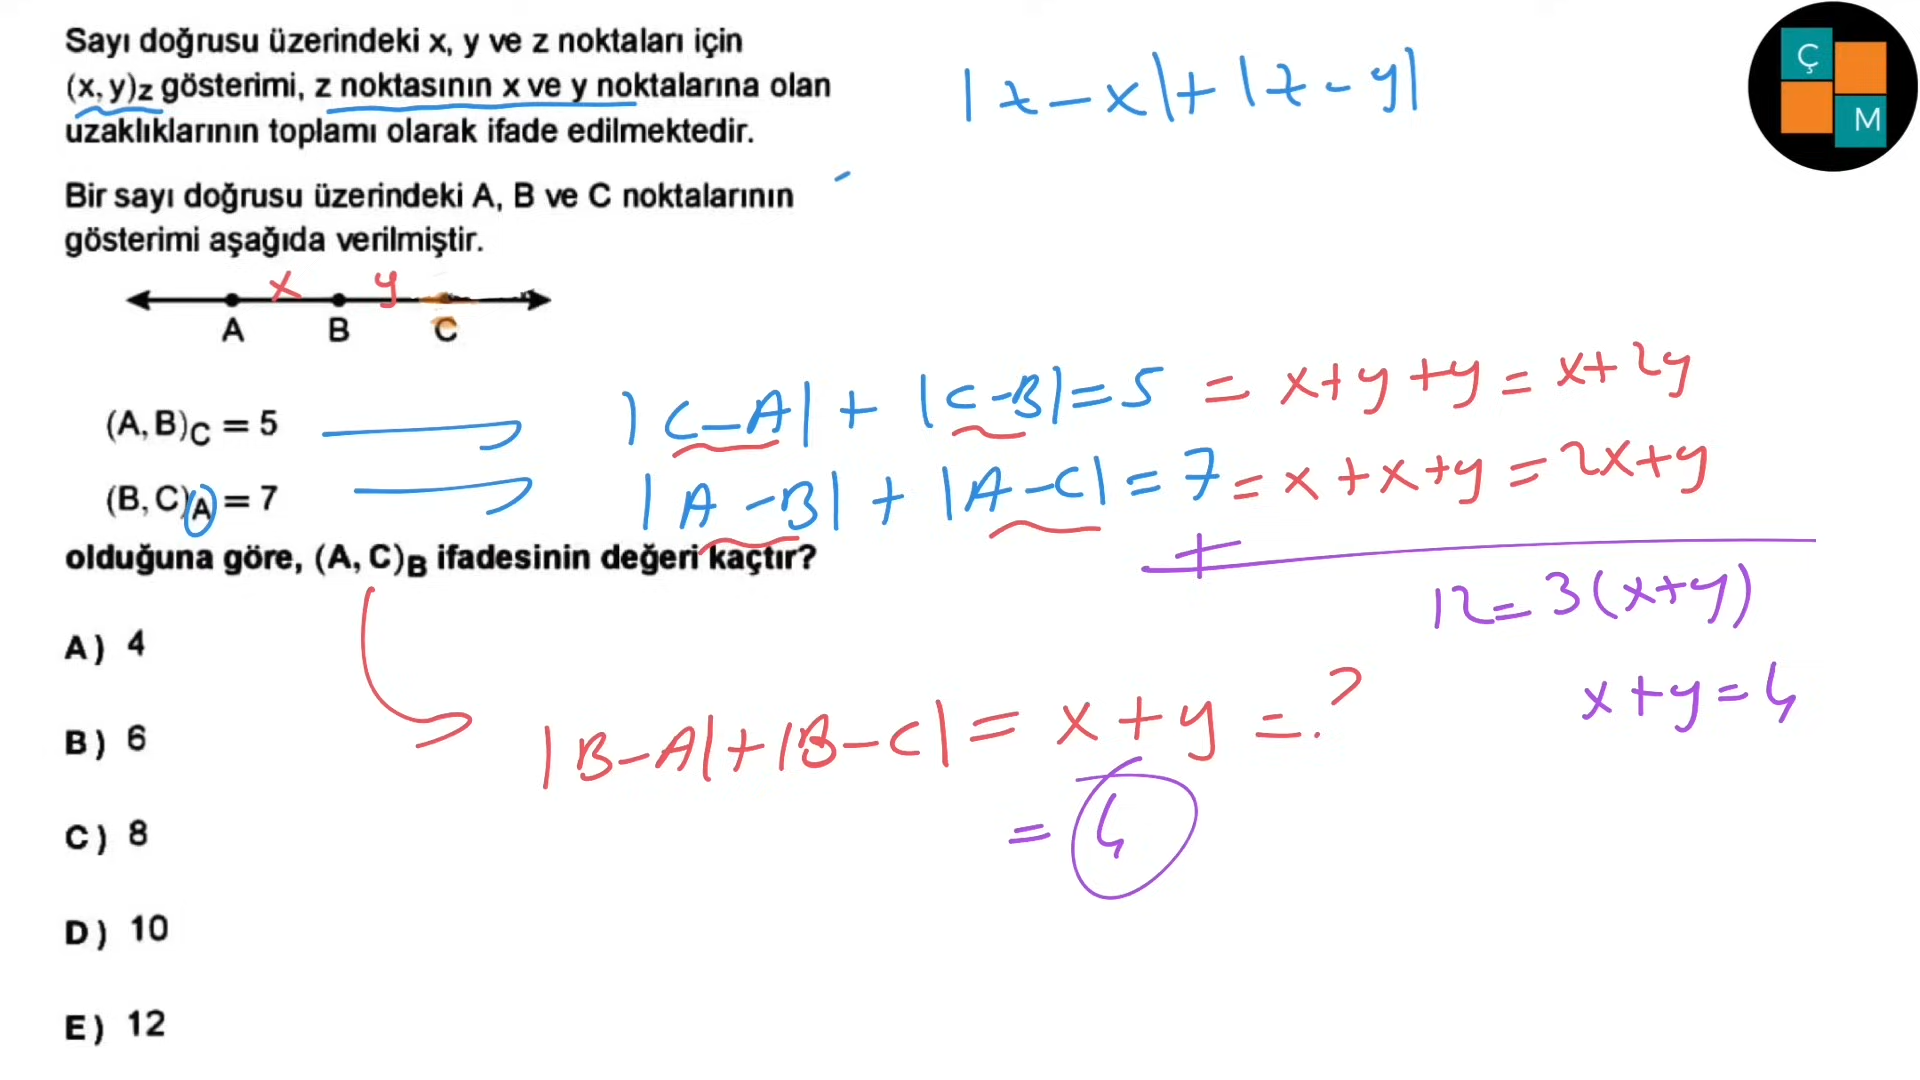 Sayı doğrusu üzerindeki x, y ve z noktaları için
(x, y)z gösterimi, z noktasının x ve y noktalarına olan
uzaklıklarının toplamı olarak ifade edilmektedir.
|z-x|+|z-y|
Ç
M
Bir sayı doğrusu üzerindeki A, B ve C noktalarının
gösterimi aşağıda verilmiştir.
x y
A B C
(A, B)C = 5
|C-A| + |C-B| = 5 = x+y+y = x+2y
(B, C)A = 7
|A-B| + |A-C| = 7 = x+x+y = 2x+y
+
olduğuna göre, (A, C)B ifadesinin değeri kaçtır?
12=3(x+y)
x+y=4
A) 4
B) 6
|B-A|+|B-C| = x+y = ?
= 4
C) 8
D) 10
E) 12